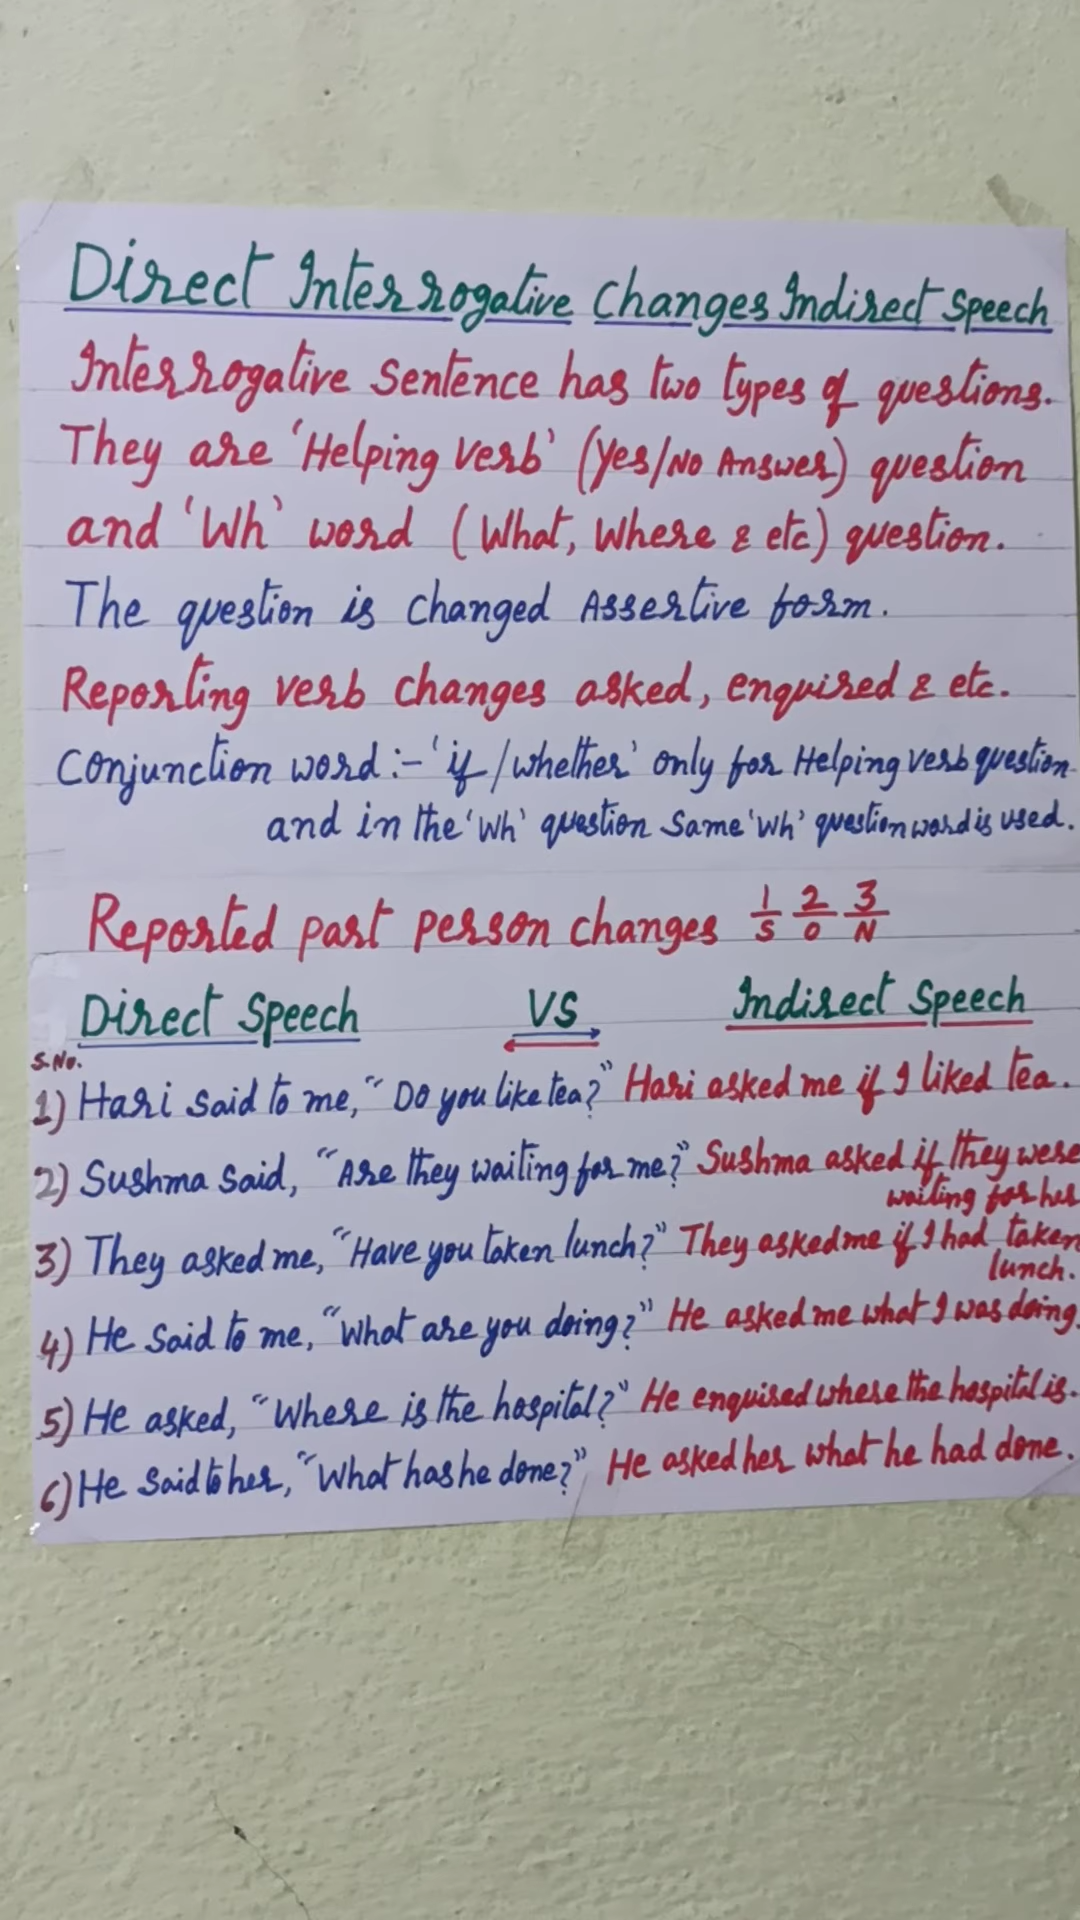 Direct Interrogative Changes Indirect Speech
Interrogative sentence has two types of questions.
They are 'Helping verb' (Yes/No Answer) question
and 'Wh' word (What, Where & etc) question.
The question is changed Assertive form.
Reporting verb changes asked, enquired & etc.
Conjunction word :- 'if/whether' only for Helping verb question
and in the 'Wh' question same 'Wh' question word is used.
Reported part person changes 1/S 2/O 3/N
Direct Speech VS Indirect Speech
S.No.
1) Hari said to me, "Do you like tea?" Hari asked me if I liked tea.
2) Sushma said, "Are they waiting for me?" Sushma asked if they were
waiting for her
3) They asked me, "Have you taken lunch?" They asked me if I had taken
lunch.
4) He said to me, "What are you doing?" He asked me what I was doing.
5) He asked, "Where is the hospital?" He enquired where the hospital is.
6) He said to her, "What has he done?" He asked her what he had done.